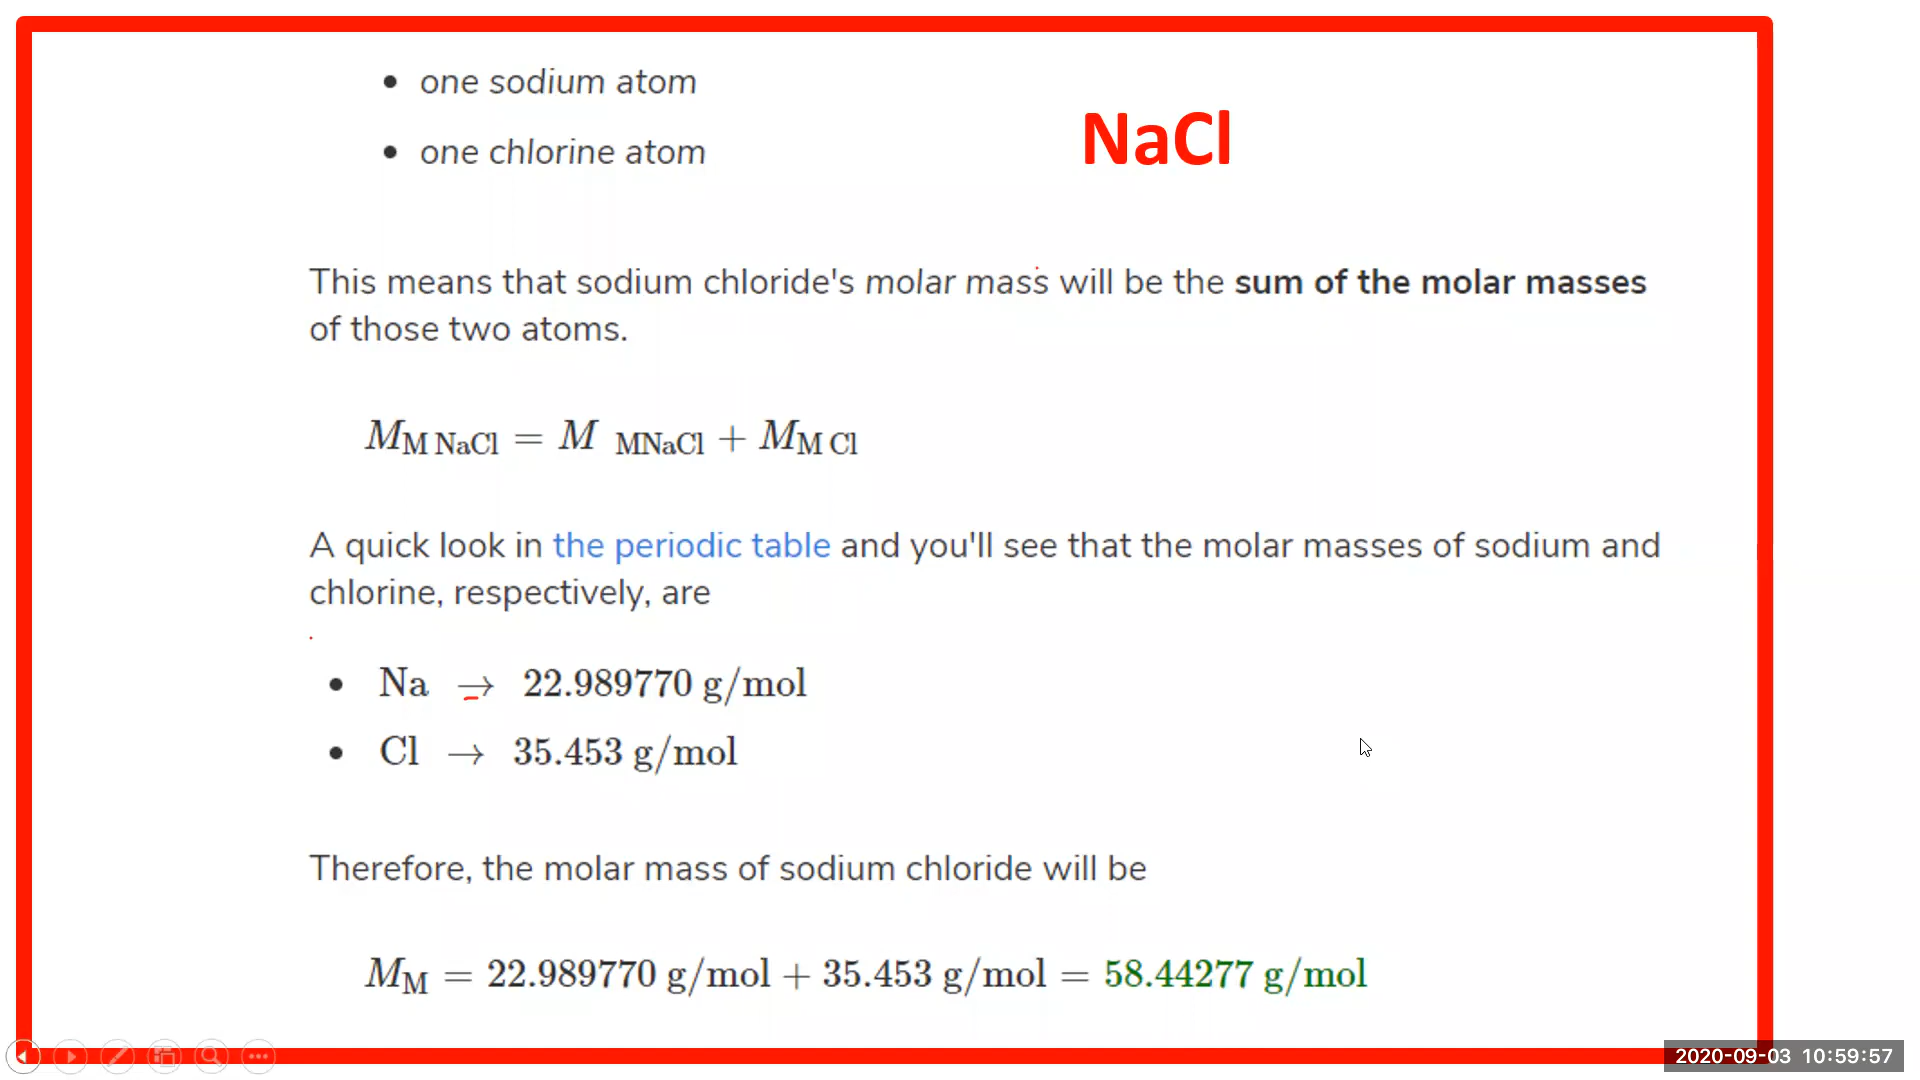 • one sodium atom
• one chlorine atom
NaCl
This means that sodium chloride's molar mass will be the sum of the molar masses
of those two atoms.
M_M NaCl = M _MNaCl + M_M Cl
A quick look in the periodic table and you'll see that the molar masses of sodium and
chlorine, respectively, are
• Na → 22.989770 g/mol
• Cl → 35.453 g/mol
Therefore, the molar mass of sodium chloride will be
M_M = 22.989770 g/mol + 35.453 g/mol = 58.44277 g/mol
2020-09-03 10:59:57